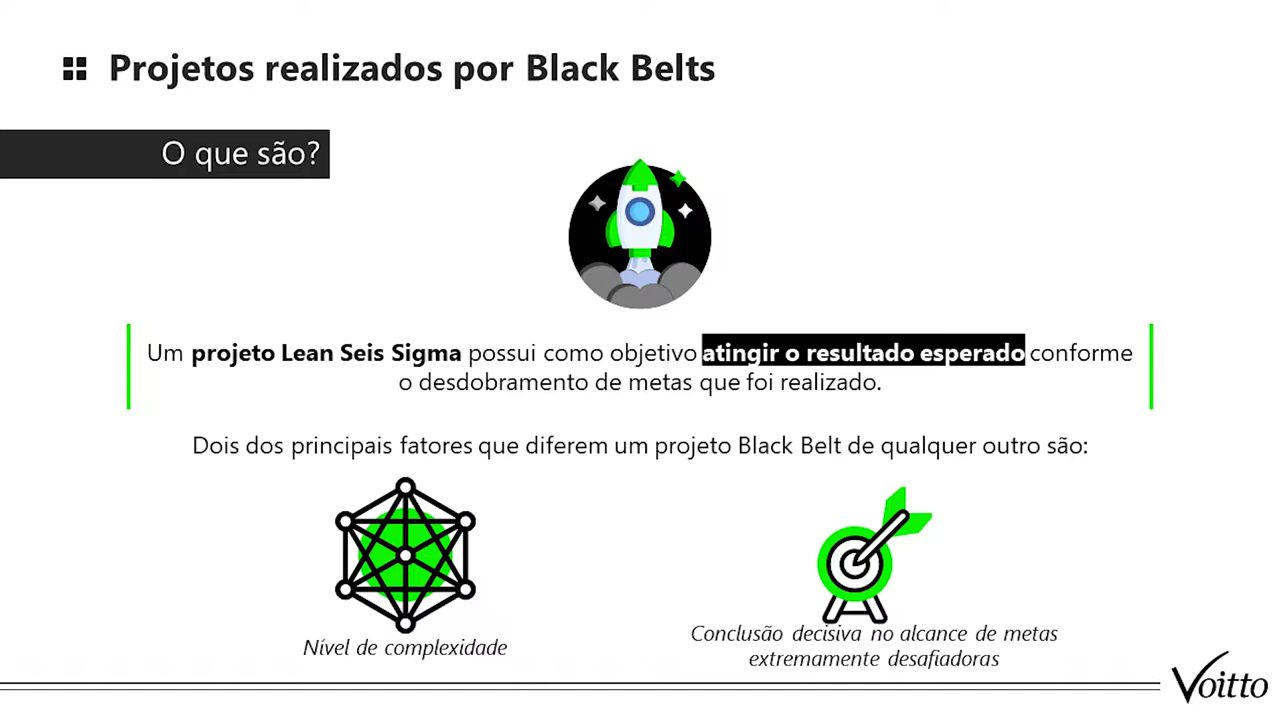 Projetos realizados por Black Belts
O que são?
Um projeto Lean Seis Sigma possui como objetivo atingir o resultado esperado conforme
o desdobramento de metas que foi realizado.
Dois dos principais fatores que diferem um projeto Black Belt de qualquer outro são:
Nível de complexidade
Conclusão decisiva no alcance de metas
extremamente desafiadoras
Voitto